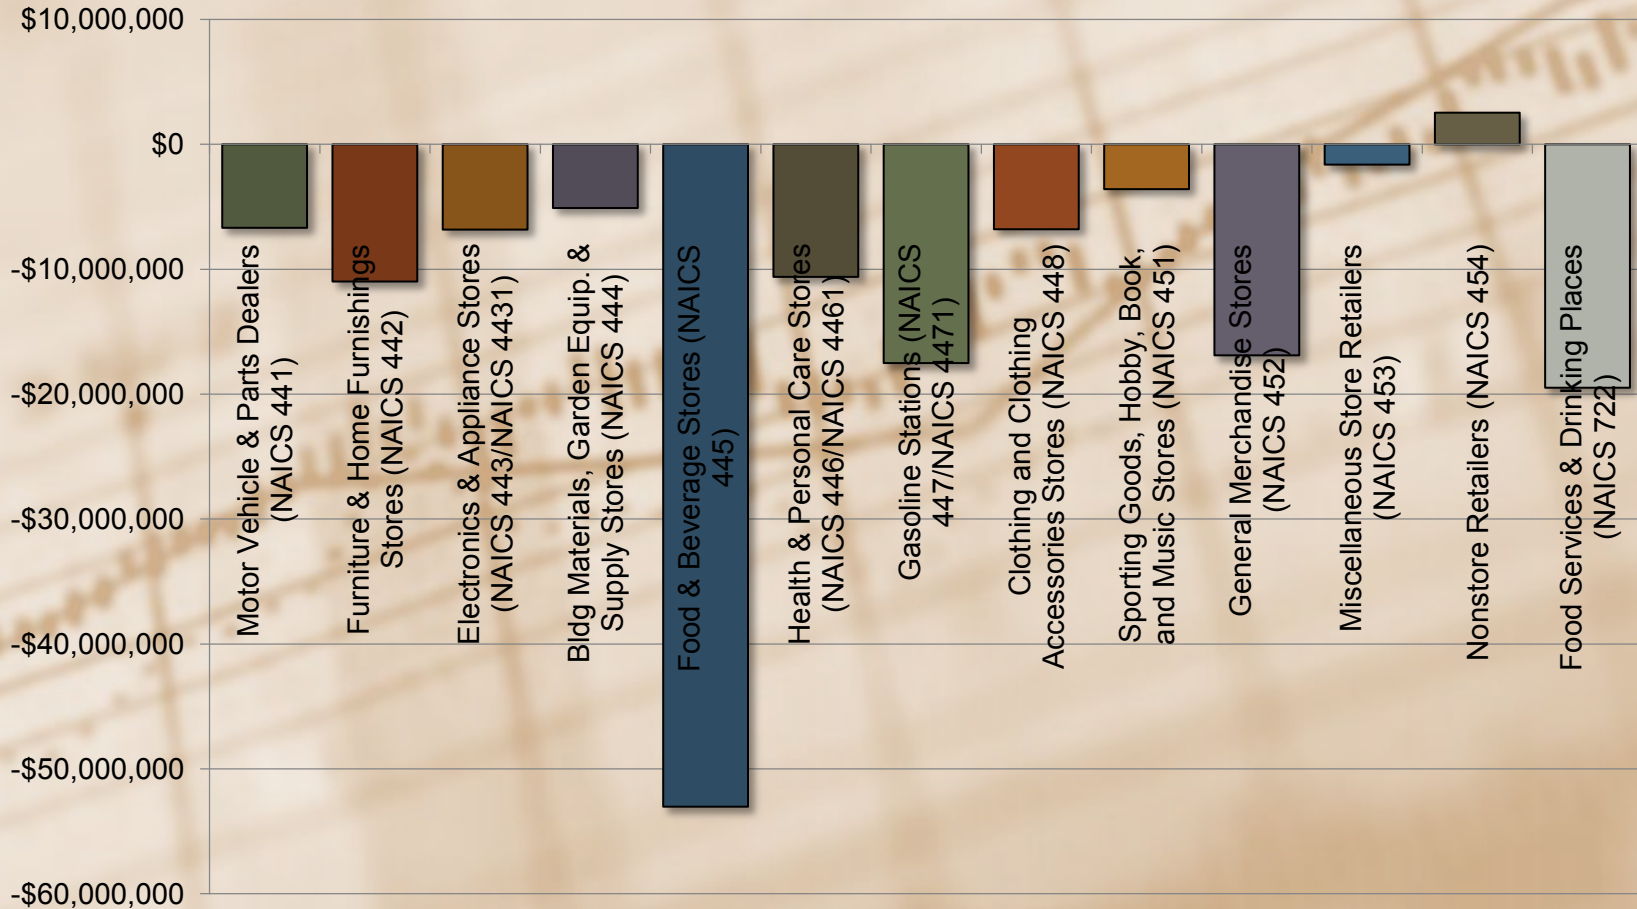 $10,000,000
$0
-$10,000,000
-$20,000,000
-$30,000,000
-$40,000,000
-$50,000,000
-$60,000,000
Motor Vehicle & Parts Dealers
(NAICS 441)
Furniture & Home Furnishings
Stores (NAICS 442)
Electronics & Appliance Stores
(NAICS 443/NAICS 4431)
Bldg Materials, Garden Equip. &
Supply Stores (NAICS 444)
Food & Beverage Stores (NAICS
445)
Health & Personal Care Stores
(NAICS 446/NAICS 4461)
Gasoline Stations (NAICS
447/NAICS 4471)
Clothing and Clothing
Accessories Stores (NAICS 448)
Sporting Goods, Hobby, Book,
and Music Stores (NAICS 451)
General Merchandise Stores
(NAICS 452)
Miscellaneous Store Retailers
(NAICS 453)
Nonstore Retailers (NAICS 454)
Food Services & Drinking Places
(NAICS 722)